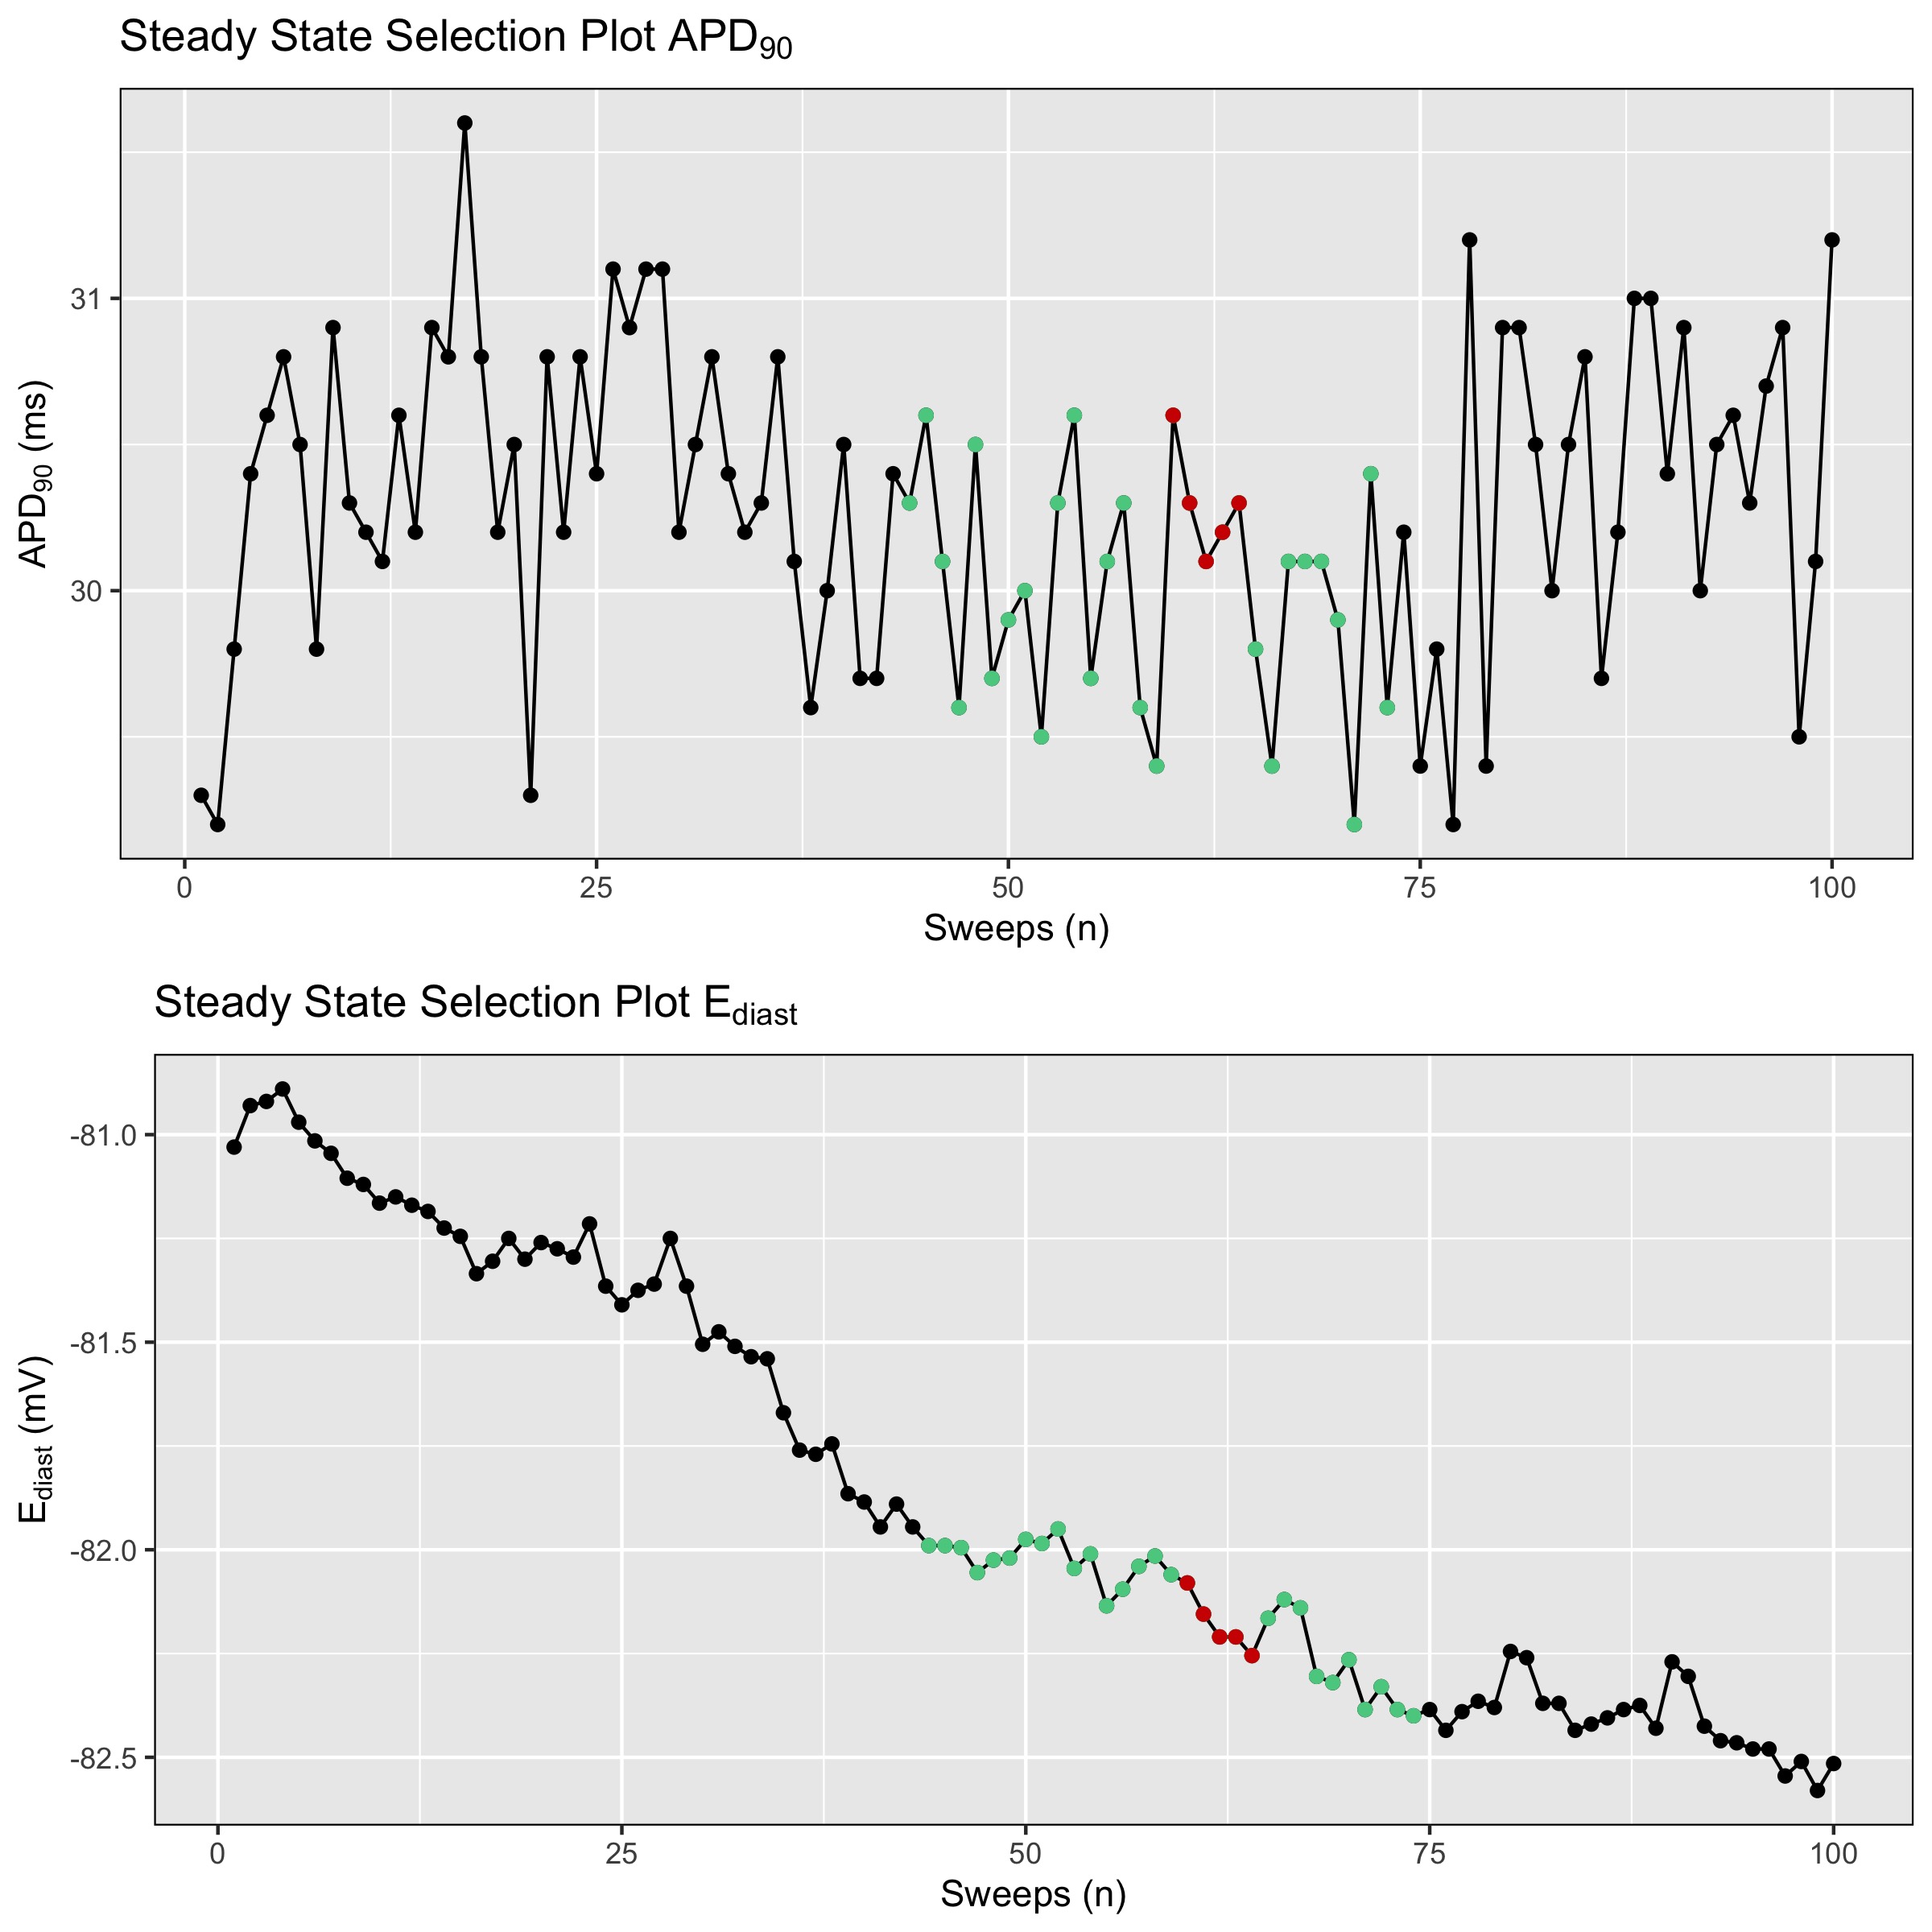 Steady State Selection Plot APD90
31
30
APD90 (ms)
0 25 50 75 100
Sweeps (n)
Steady State Selection Plot Ediast
-81.0
-81.5
-82.0
-82.5
Ediast (mV)
0 25 50 75 100
Sweeps (n)